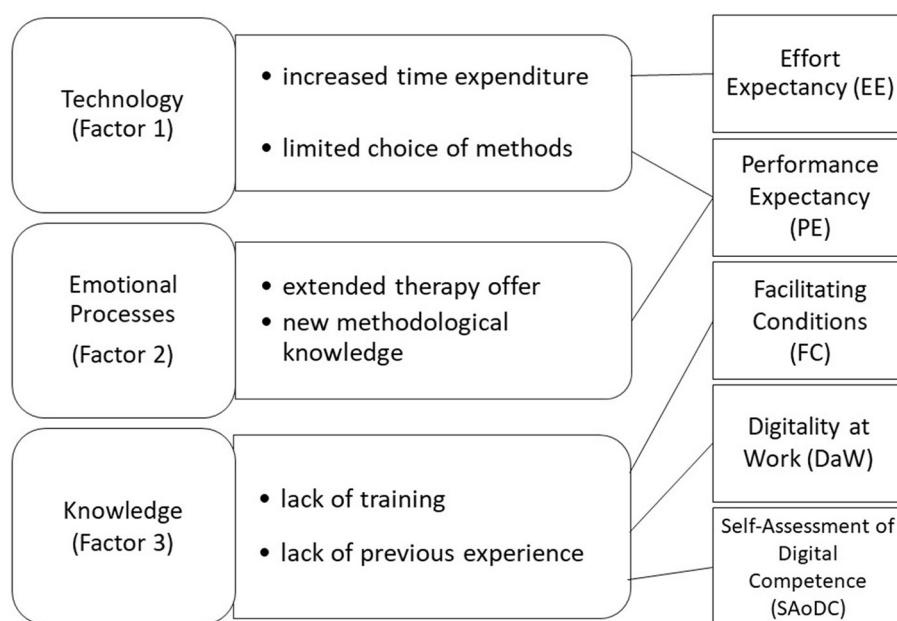 Technology
(Factor 1)
• increased time expenditure
• limited choice of methods
Effort
Expectancy (EE)
Performance
Expectancy
(PE)
Emotional
Processes
(Factor 2)
• extended therapy offer
• new methodological
knowledge
Facilitating
Conditions
(FC)
Digitality at
Work (DaW)
Knowledge
(Factor 3)
• lack of training
• lack of previous experience
Self-Assessment of
Digital
Competence
(SAoDC)